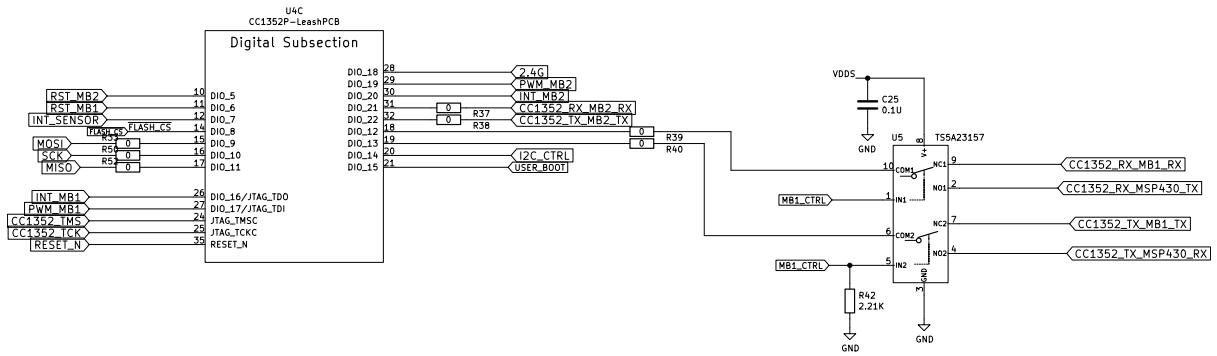 U4C
CC1352P-LeashPCB
Digital Subsection
RST_MB2 10 DIO_5
RST_MB1 11 DIO_6
INT_SENSOR 12 DIO_7
FLASH_CS FLASH_CS 14 DIO_8
MOSI 0 15 DIO_9
R50
SCK 0 16 DIO_10
R52
MISO 0 17 DIO_11
INT_MB1 26 DIO_16/JTAG_TDO
PWM_MB1 27 DIO_17/JTAG_TDI
CC1352_TMS 24 JTAG_TMSC
CC1352_TCK 25 JTAG_TCKC
RESET_N 35 RESET_N
DIO_18 28 2.4G
DIO_19 29 PWM_MB2
DIO_20 30 INT_MB2
DIO_21 31 0 CC1352_RX_MB2_RX
R37
DIO_22 32 0 CC1352_TX_MB2_TX
R38
DIO_12 18 0
R39
DIO_13 19 0
R40
DIO_14 20 I2C_CTRL
DIO_15 21 USER_BOOT
VDDS
C25
0.1U
GND
U5 TS5A23157
8 V+
10 COM1 NC1 9 CC1352_RX_MB1_RX
NO1 2 CC1352_RX_MSP430_TX
MB1_CTRL 1 IN1
NC2 7 CC1352_TX_MB1_TX
6 COM2
NO2 4 CC1352_TX_MSP430_RX
MB1_CTRL 5 IN2
GND 3
R42
2.21K
GND
GND